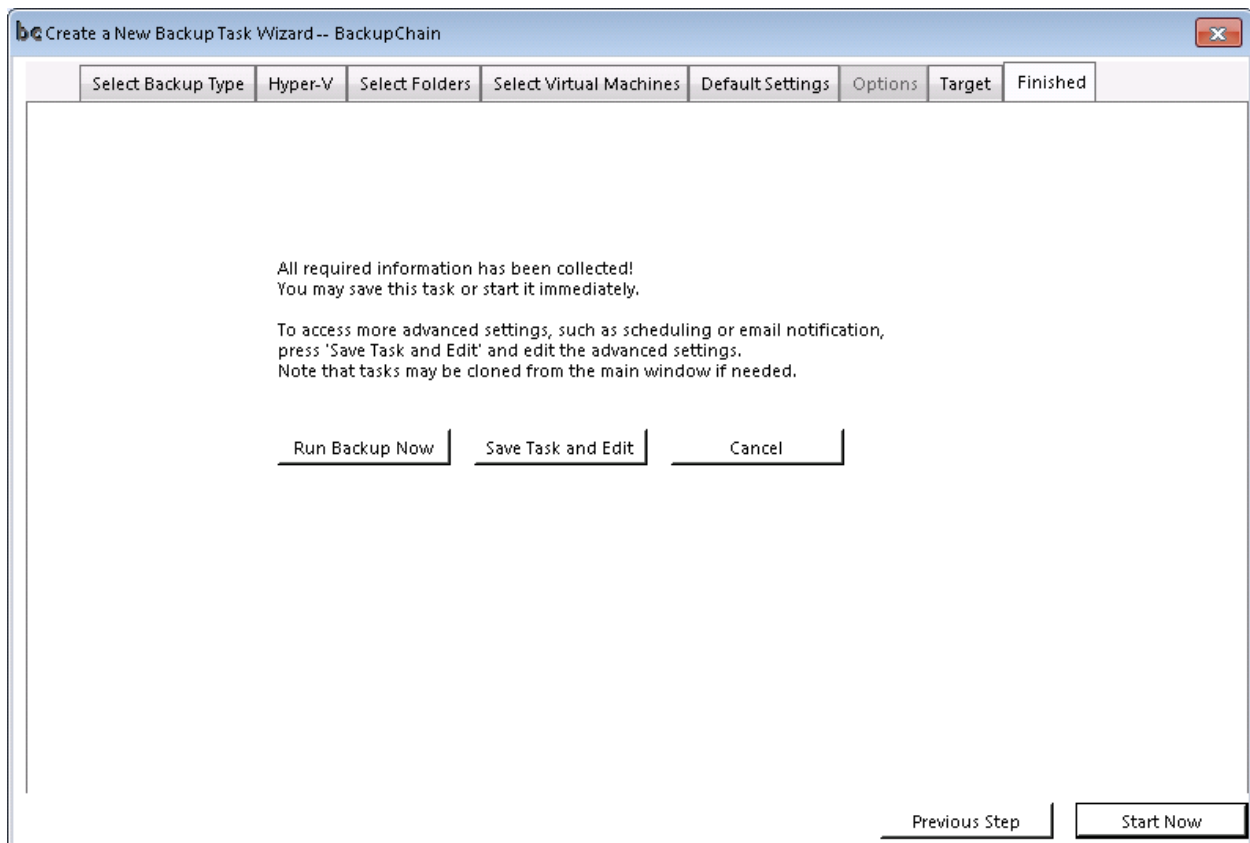 bc Create a New Backup Task Wizard -- BackupChain
Select Backup Type Hyper-V Select Folders Select Virtual Machines Default Settings Options Target Finished
All required information has been collected!
You may save this task or start it immediately.
To access more advanced settings, such as scheduling or email notification,
press 'Save Task and Edit' and edit the advanced settings.
Note that tasks may be cloned from the main window if needed.
Run Backup Now Save Task and Edit Cancel
Previous Step Start Now